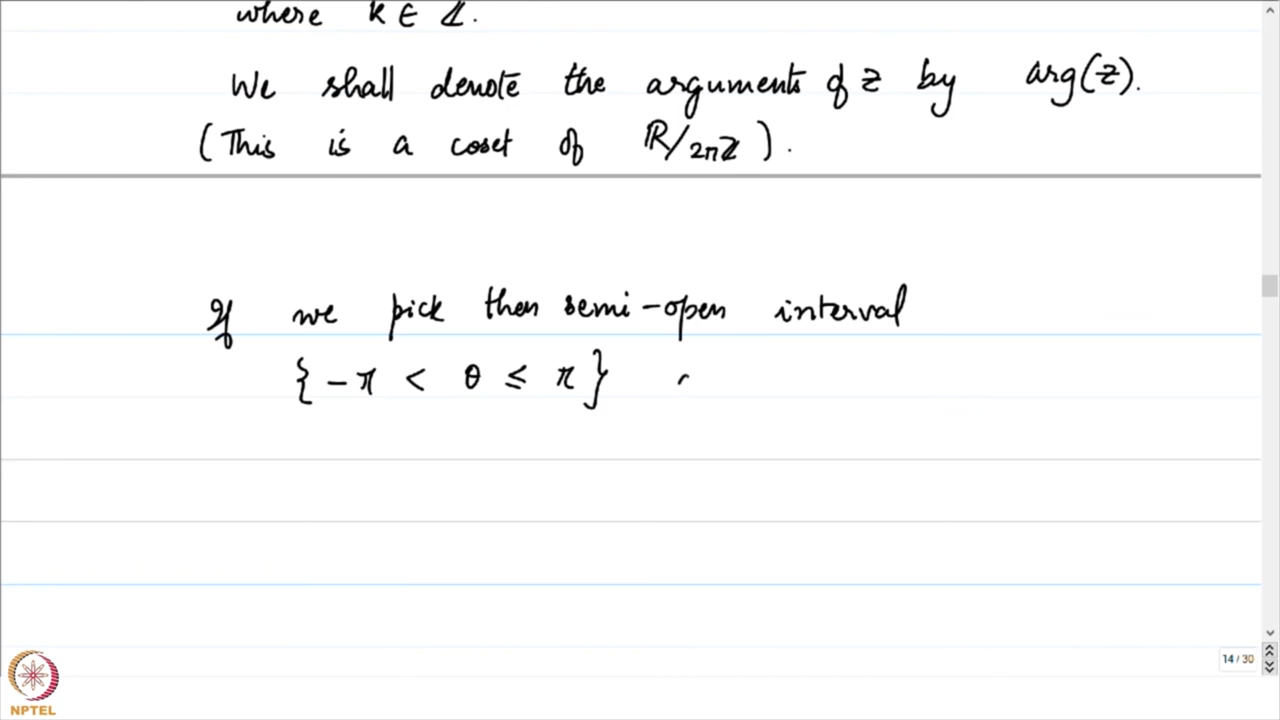 where k ∈ ℤ.
We shall denote the arguments of z by arg(z).
(This is a coset of ℝ/2πℤ).
If we pick then semi-open interval
{-π < θ ≤ π}
14 / 30
NPTEL